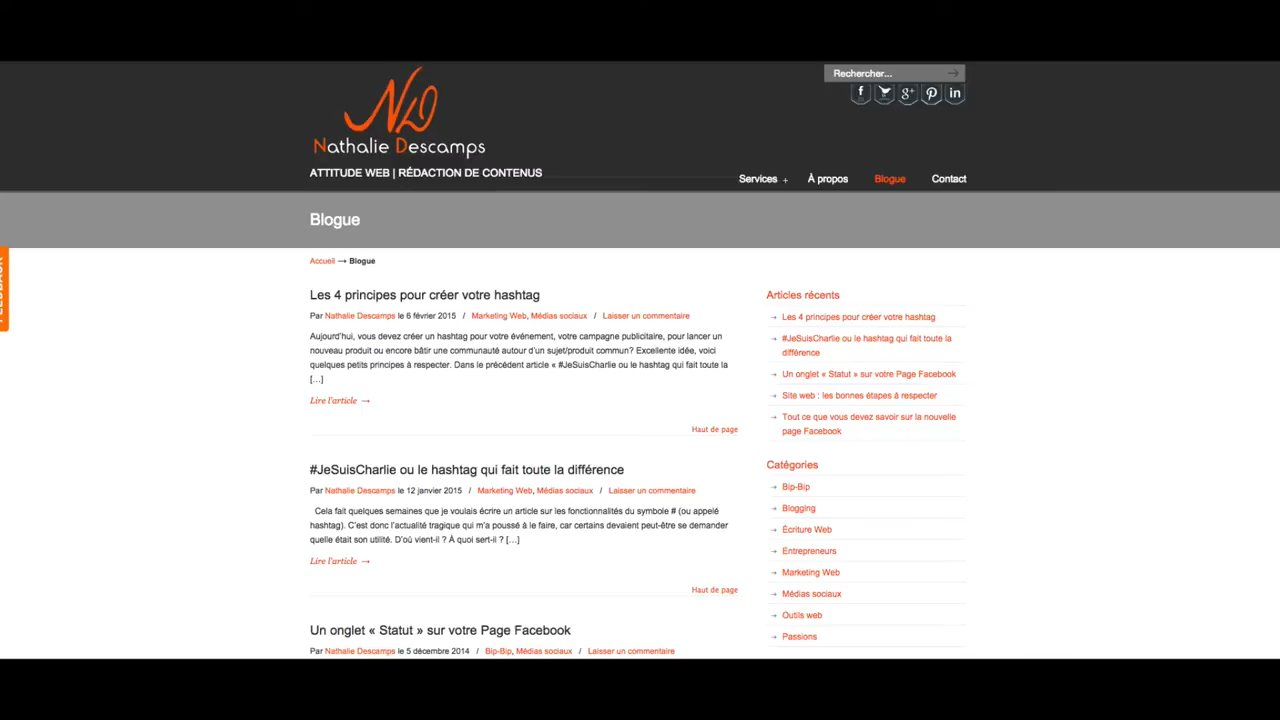 Rechercher...
ND
Nathalie Descamps
ATTITUDE WEB | RÉDACTION DE CONTENUS
Services + À propos Blogue Contact
Blogue
FEEDBACK
Accueil → Blogue
Les 4 principes pour créer votre hashtag
Par Nathalie Descamps le 6 février 2015 / Marketing Web, Médias sociaux / Laisser un commentaire
Aujourd'hui, vous devez créer un hashtag pour votre événement, votre campagne publicitaire, pour lancer un
nouveau produit ou encore bâtir une communauté autour d'un sujet/produit commun? Excellente idée, voici
quelques petits principes à respecter. Dans le précédent article « #JeSuisCharlie ou le hashtag qui fait toute la
[…]
Lire l'article →
Haut de page
#JeSuisCharlie ou le hashtag qui fait toute la différence
Par Nathalie Descamps le 12 janvier 2015 / Marketing Web, Médias sociaux / Laisser un commentaire
Cela fait quelques semaines que je voulais écrire un article sur les fonctionnalités du symbole # (ou appelé
hashtag). C'est donc l'actualité tragique qui m'a poussé à le faire, car certains devaient peut-être se demander
quelle était son utilité. D'où vient-il ? À quoi sert-il ? […]
Lire l'article →
Haut de page
Un onglet « Statut » sur votre Page Facebook
Par Nathalie Descamps le 5 décembre 2014 / Bip-Bip, Médias sociaux / Laisser un commentaire
Articles récents
Les 4 principes pour créer votre hashtag
#JeSuisCharlie ou le hashtag qui fait toute la
différence
Un onglet « Statut » sur votre Page Facebook
Site web : les bonnes étapes à respecter
Tout ce que vous devez savoir sur la nouvelle
page Facebook
Catégories
Bip-Bip
Blogging
Écriture Web
Entrepreneurs
Marketing Web
Médias sociaux
Outils web
Passions